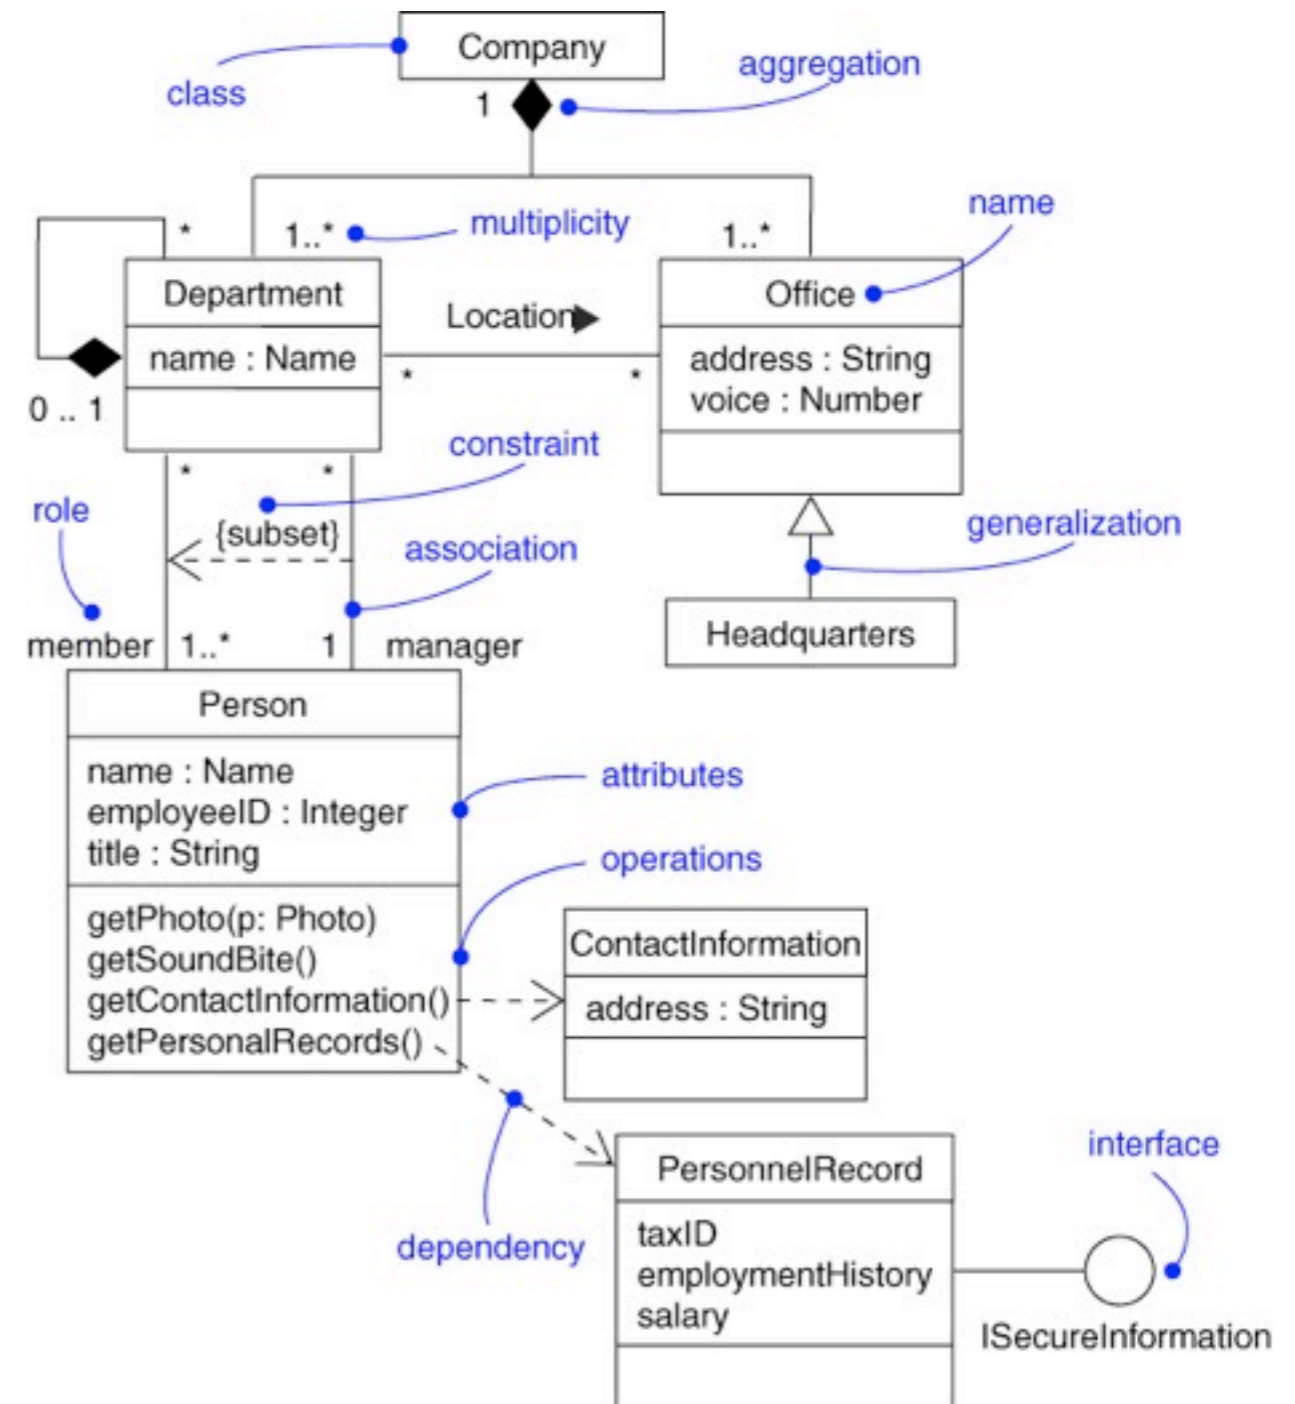 Company
aggregation
class
1
name
* 1..* multiplicity 1..*
Department
Office
Location
name : Name
address : String
* *
voice : Number
0 .. 1
constraint
* *
role
{subset}
generalization
association
member 1..* 1 manager
Headquarters
Person
name : Name
attributes
employeeID : Integer
title : String
operations
getPhoto(p: Photo)
getSoundBite()
ContactInformation
getContactInformation()
address : String
getPersonalRecords()
interface
PersonnelRecord
taxID
dependency
employmentHistory
salary
ISecureInformation